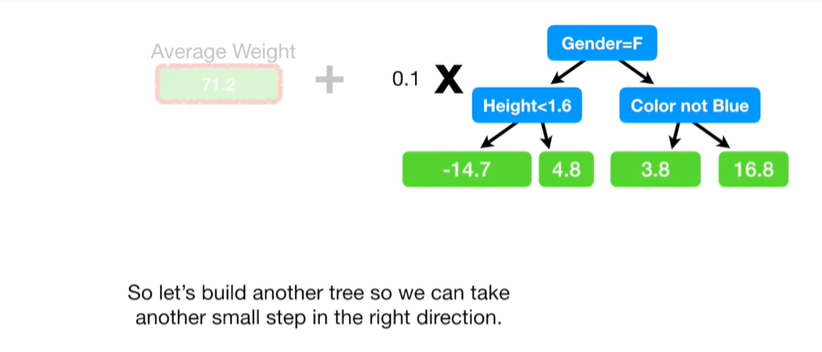 Average Weight
71.2
+
0.1 X
Gender=F
Height<1.6
Color not Blue
-14.7
4.8
3.8
16.8
So let’s build another tree so we can take
another small step in the right direction.